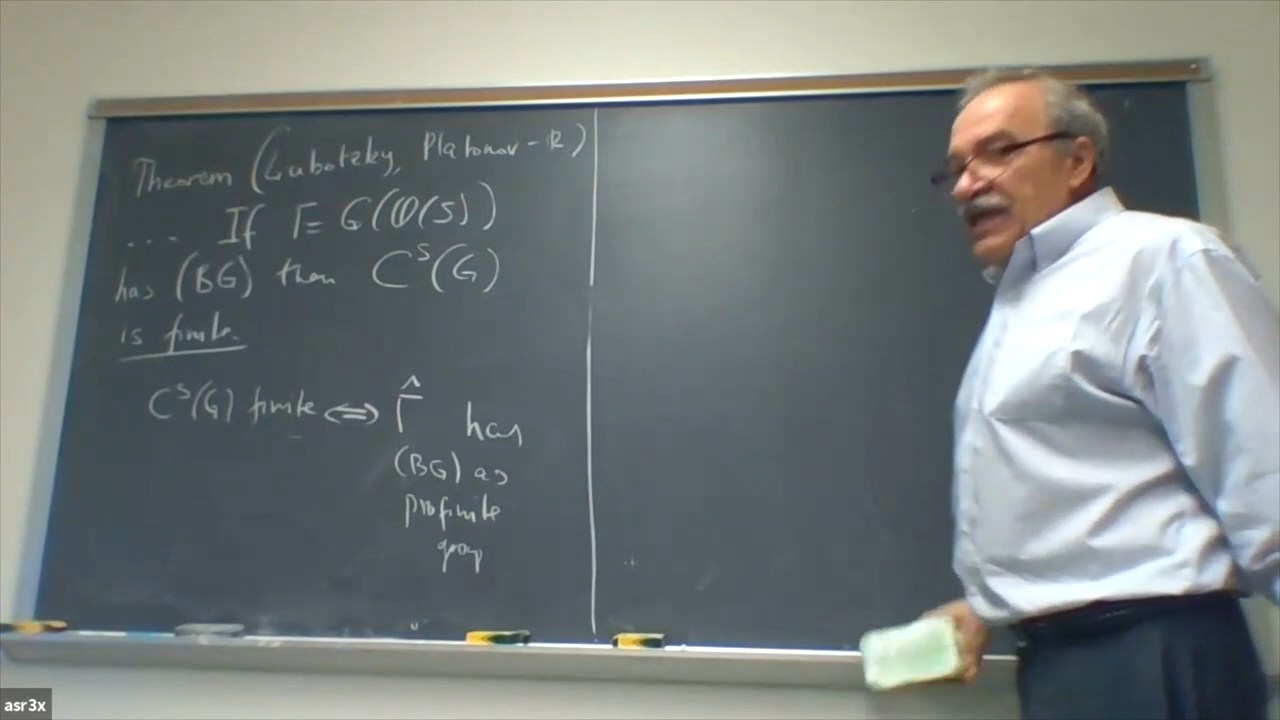 Theorem (Lubotzky, Platonov - R)
.... If Γ = G(O(S))
has (BG) then C^S(G)
is finite.
C^S(G) finite ⟺ Γ̂ has
(BG) as
profinite
group
asr3x